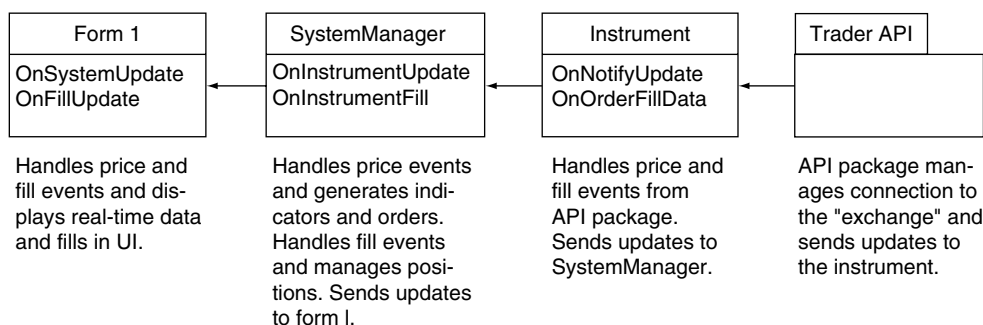 Form 1
OnSystemUpdate
OnFillUpdate
Handles price and
fill events and dis-
plays real-time data
and fills in UI.
SystemManager
OnInstrumentUpdate
OnInstrumentFill
Handles price events
and generates indi-
cators and orders.
Handles fill events
and manages posi-
tions. Sends updates
to form l.
Instrument
OnNotifyUpdate
OnOrderFillData
Handles price and
fill events from
API package.
Sends updates to
SystemManager.
Trader API
API package man-
ages connection to
the "exchange" and
sends updates to
the instrument.